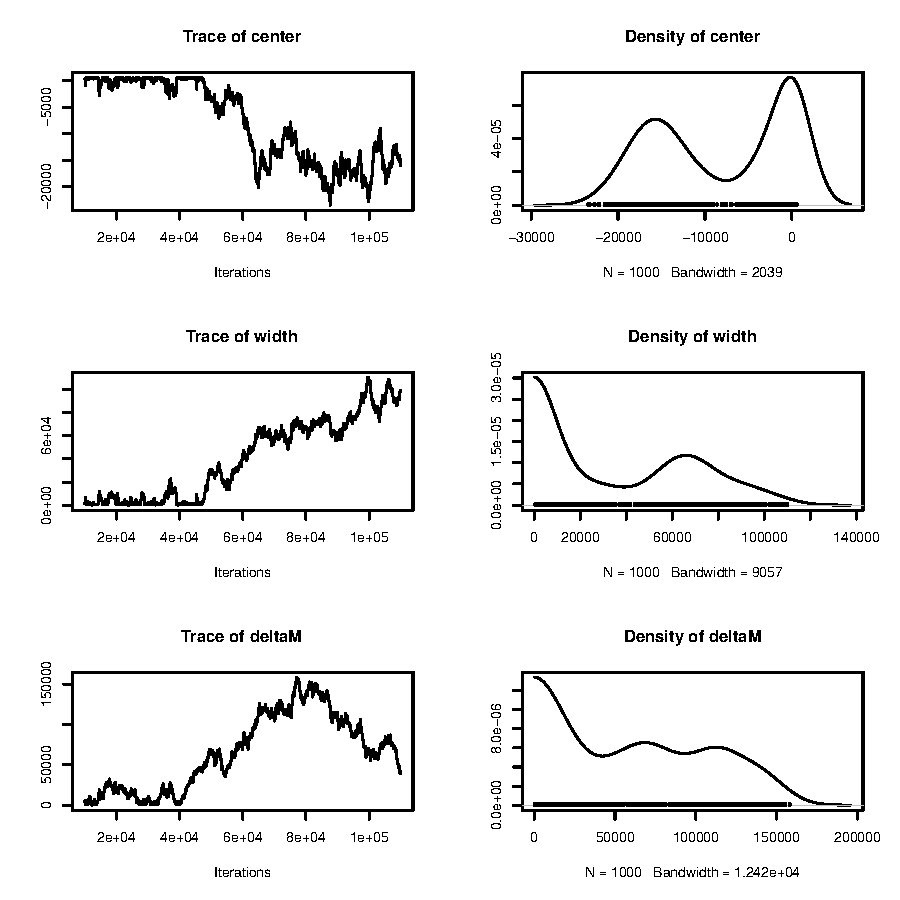 Trace of center
Density of center
−5000
−20000
2e+04 4e+04 6e+04 8e+04 1e+05
Iterations
4e−05
0e+00
−30000 −20000 −10000 0
N = 1000 Bandwidth = 2039
Trace of width
Density of width
6e+04
0e+00
2e+04 4e+04 6e+04 8e+04 1e+05
Iterations
3.0e−05
1.5e−05
0.0e+00
0 20000 60000 100000 140000
N = 1000 Bandwidth = 9057
Trace of deltaM
Density of deltaM
150000
50000
0
2e+04 4e+04 6e+04 8e+04 1e+05
Iterations
8.0e−06
0.0e+00
0 50000 100000 150000 200000
N = 1000 Bandwidth = 1.242e+04